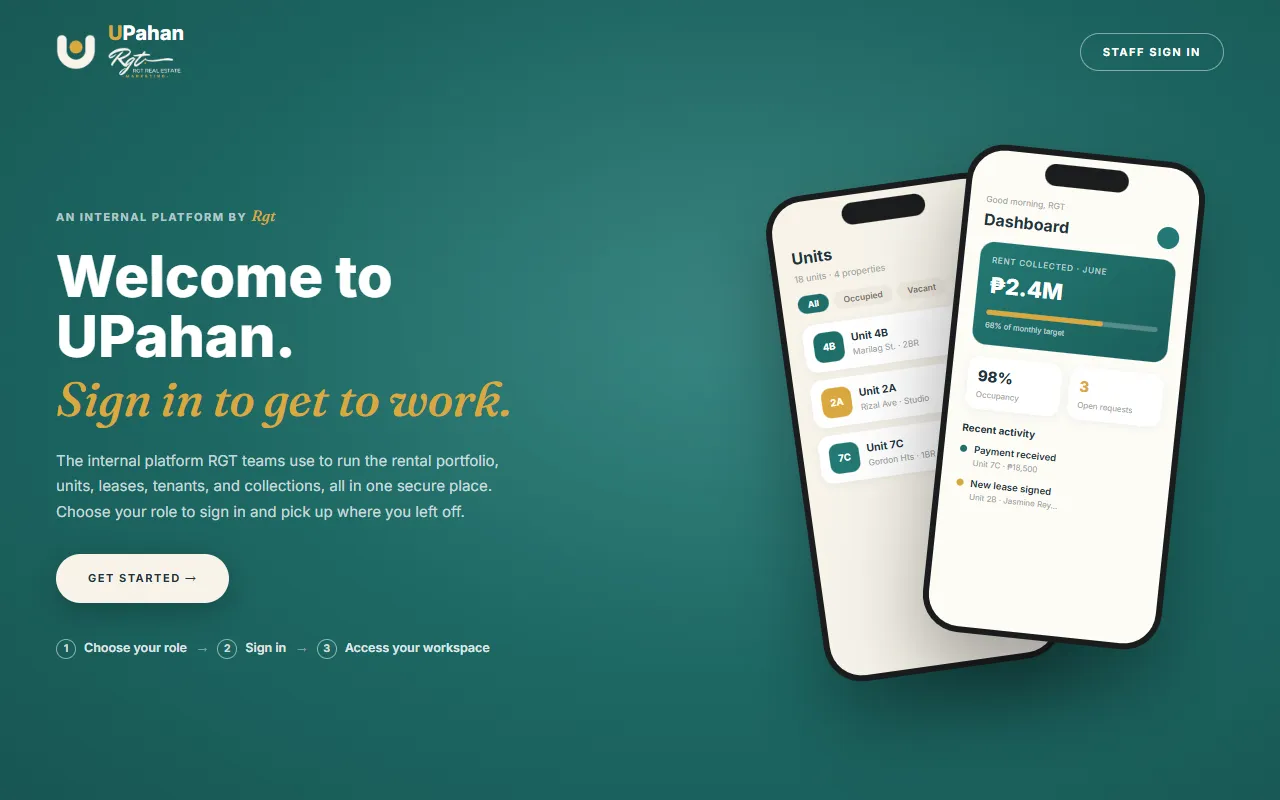 UPahan
Rgt
RGT REAL ESTATE
MARKETING
STAFF SIGN IN
AN INTERNAL PLATFORM BY Rgt
Welcome to
UPahan.
Sign in to get to work.
The internal platform RGT teams use to run the rental portfolio,
units, leases, tenants, and collections, all in one secure place.
Choose your role to sign in and pick up where you left off.
GET STARTED →
1 Choose your role → 2 Sign in → 3 Access your workspace
Units
18 units · 4 properties
All Occupied Vacant
4B Unit 4B
Marilag St. · 2BR
2A Unit 2A
Rizal Ave · Studio
7C Unit 7C
Gordon Hts · 1BR
Good morning, RGT
Dashboard
RENT COLLECTED · JUNE
₱2.4M
68% of monthly target
98%
Occupancy
3
Open requests
Recent activity
Payment received
Unit 7C · ₱18,500
New lease signed
Unit 2B · Jasmine Rey...